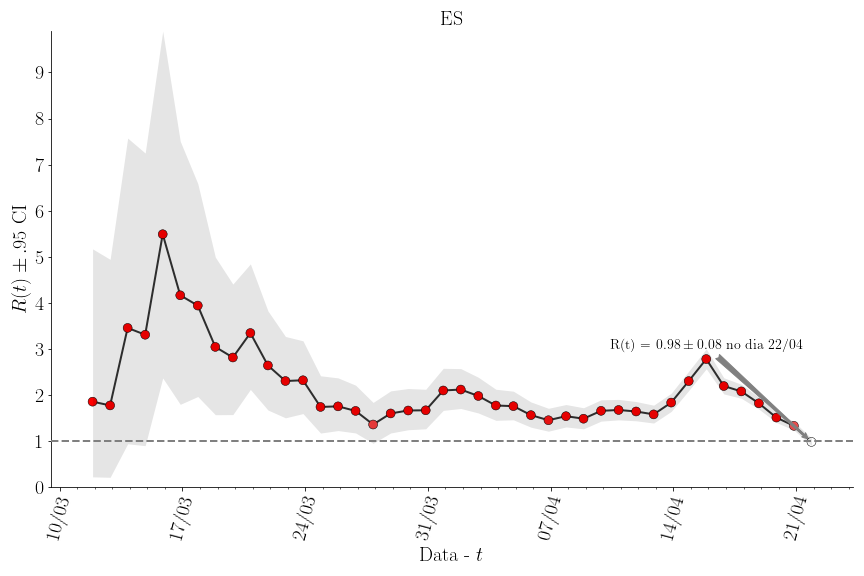 ES
R(t) ± .95 CI
9
8
7
6
5
4
3
2
1
0
R(t) = 0.98 ± 0.08 no dia 22/04
10/03 17/03 24/03 31/03 07/04 14/04 21/04
Data - t